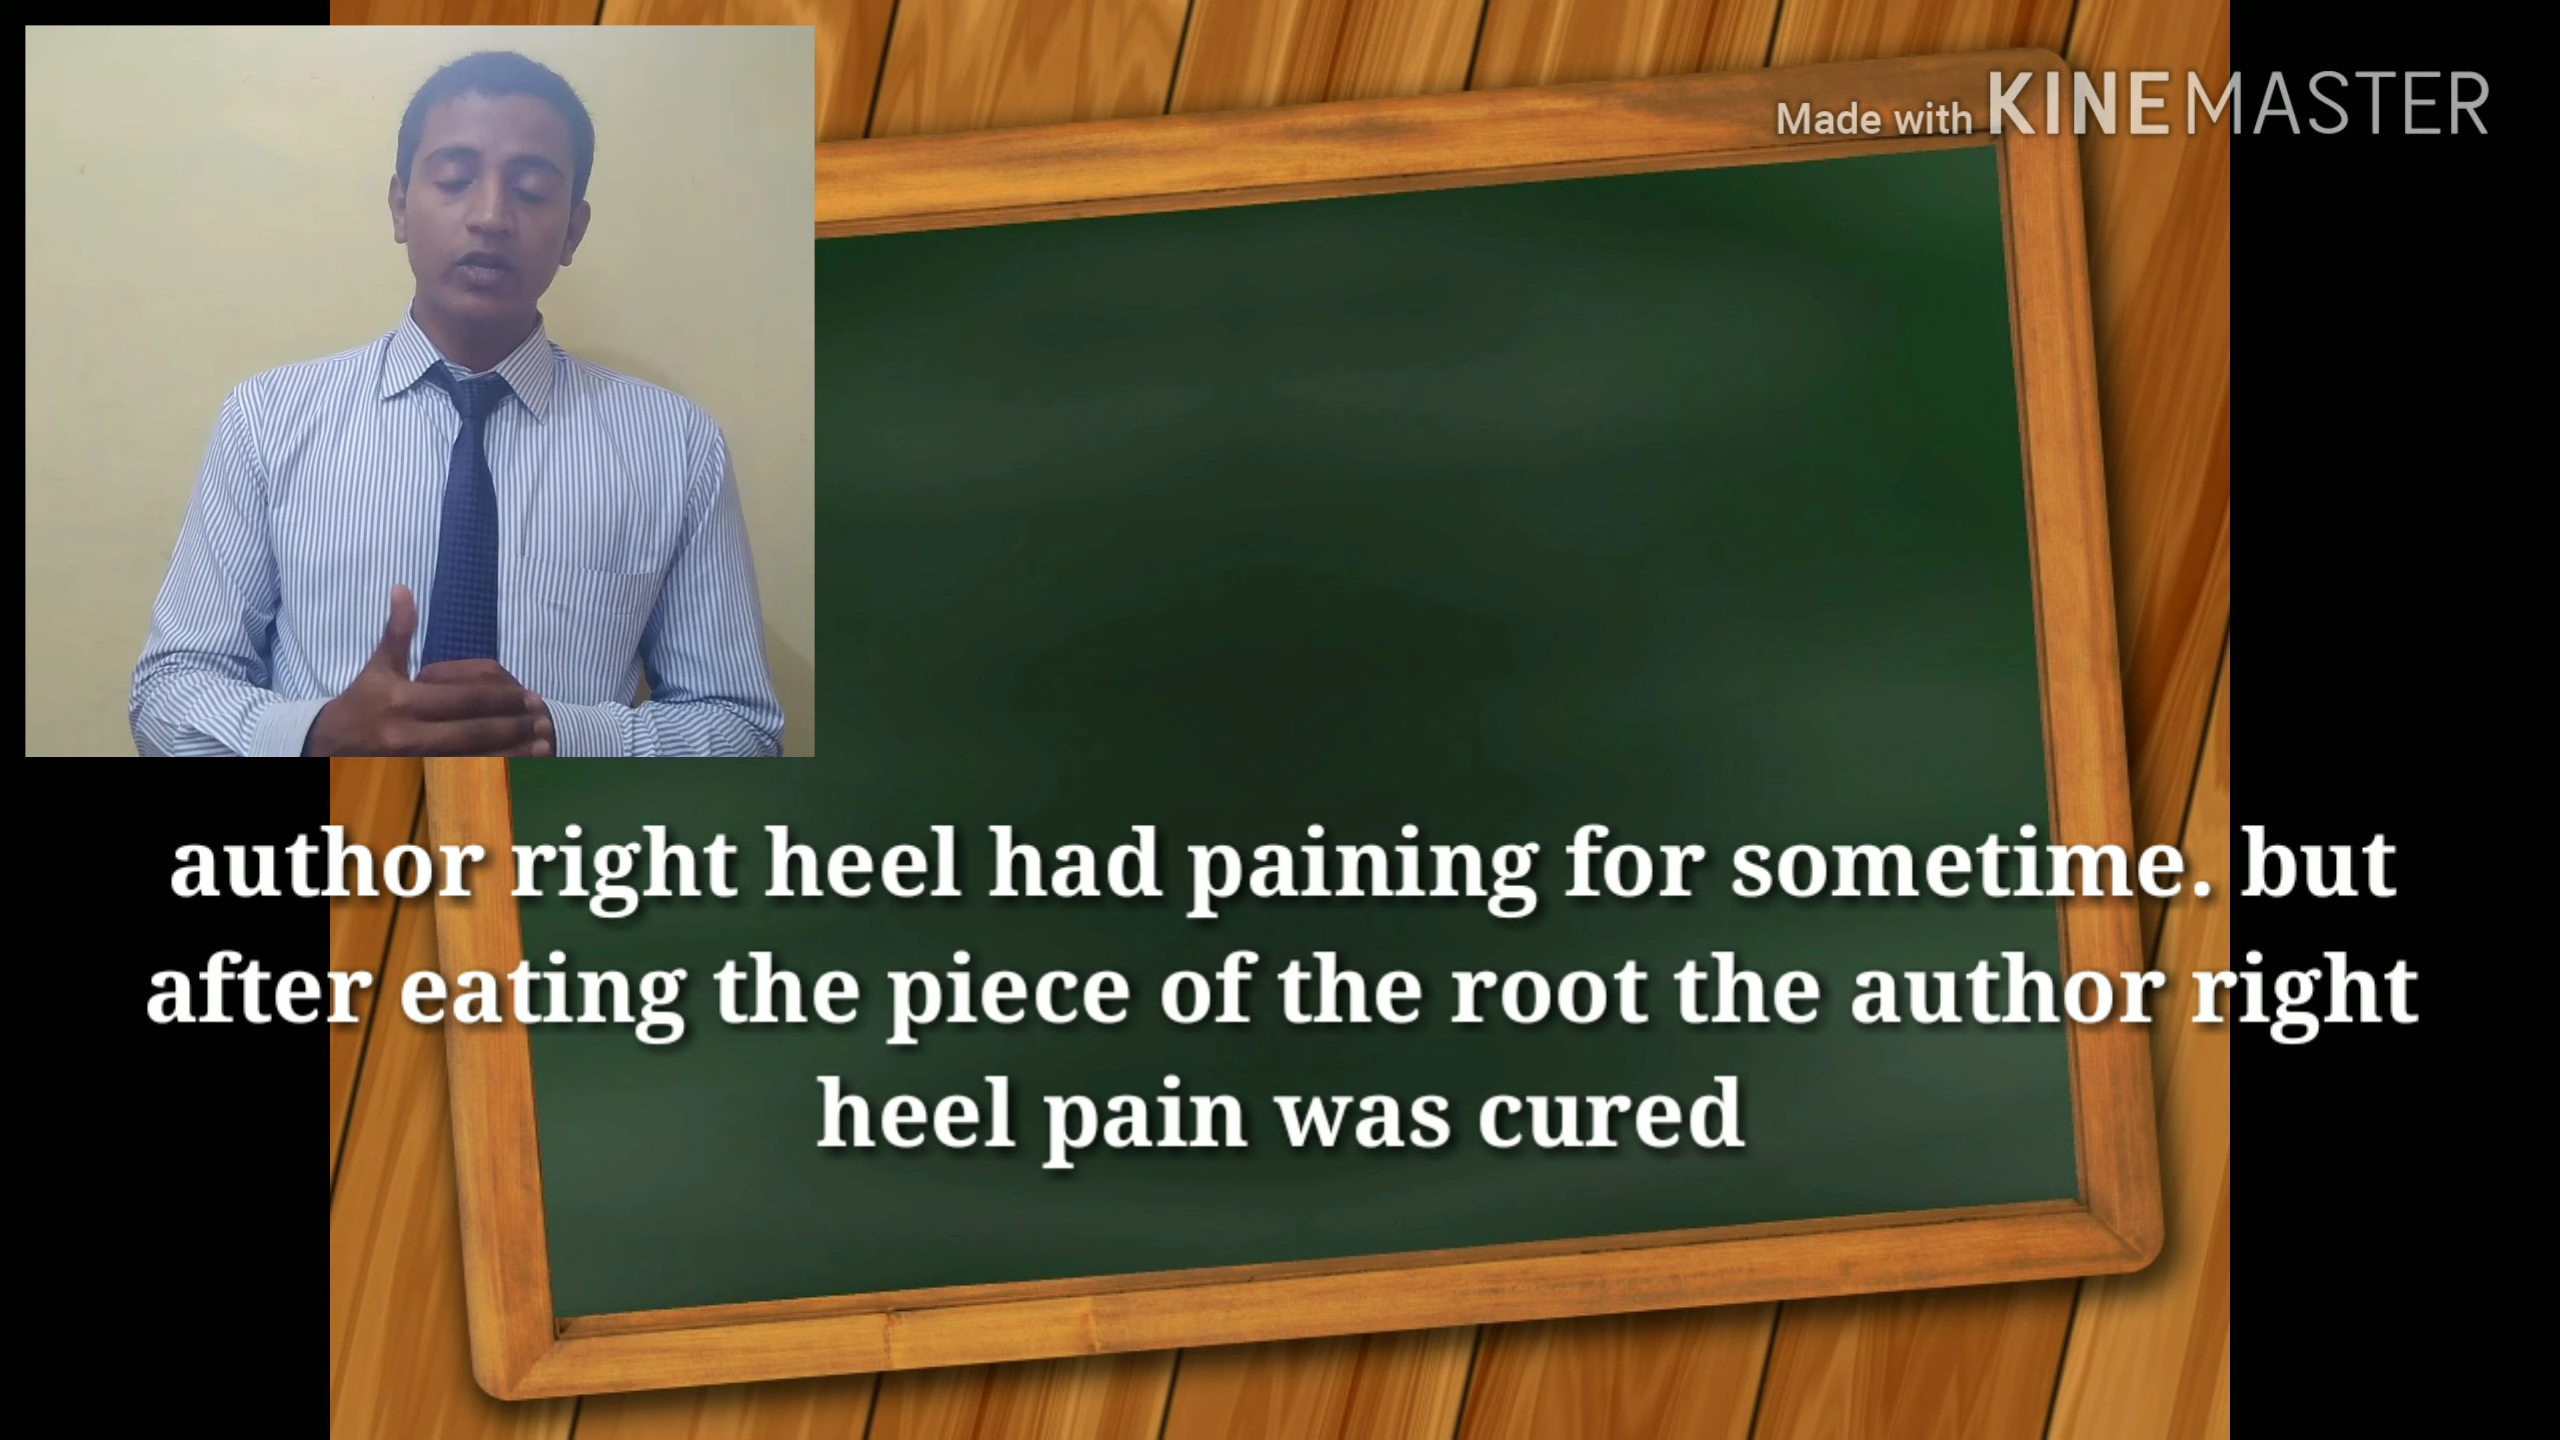 Made with KINEMASTER
author right heel had paining for sometime. but
after eating the piece of the root the author right
heel pain was cured